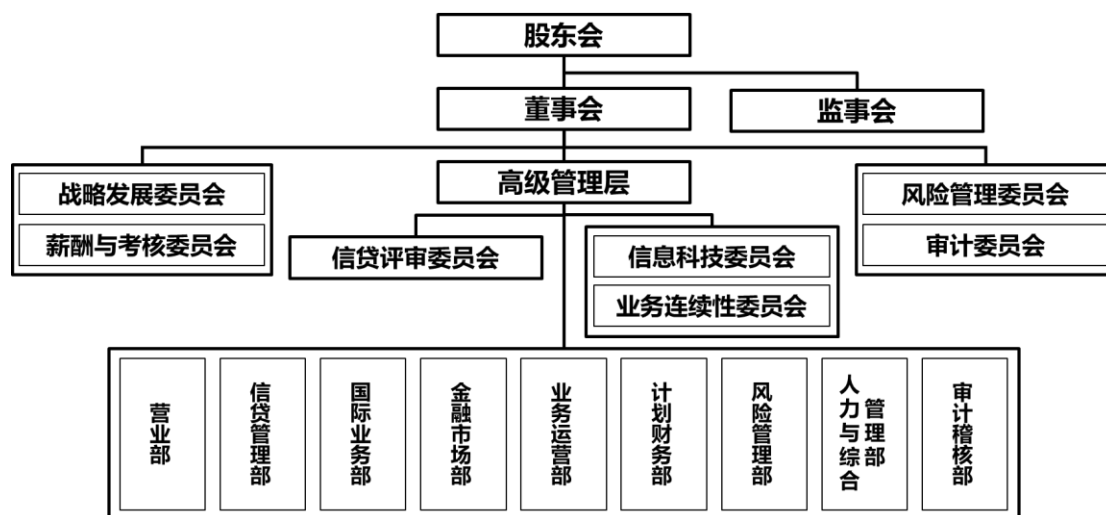 股东会
董事会
监事会
战略发展委员会
薪酬与考核委员会
高级管理层
风险管理委员会
审计委员会
信贷评审委员会
信息科技委员会
业务连续性委员会
营业部
信贷管理部
国际业务部
金融市场部
业务运营部
计划财务部
风险管理部
人力与综合
管理部
审计稽核部